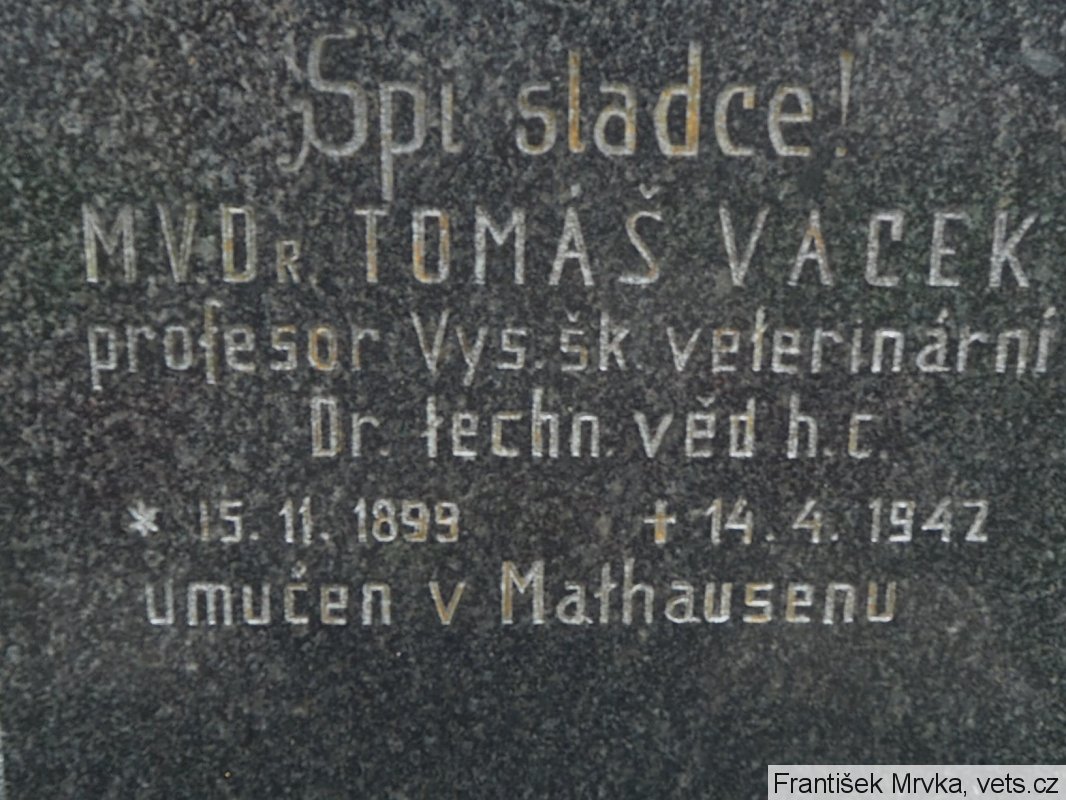 Spi sladce!
M.V.DR. TOMÁŠ VACEK
profesor Vys. šk. veterinární
Dr. techn. věd h. c.
* 15. 11. 1899 + 14. 4. 1942
umučen v Mathausenu
František Mrvka, vets.cz